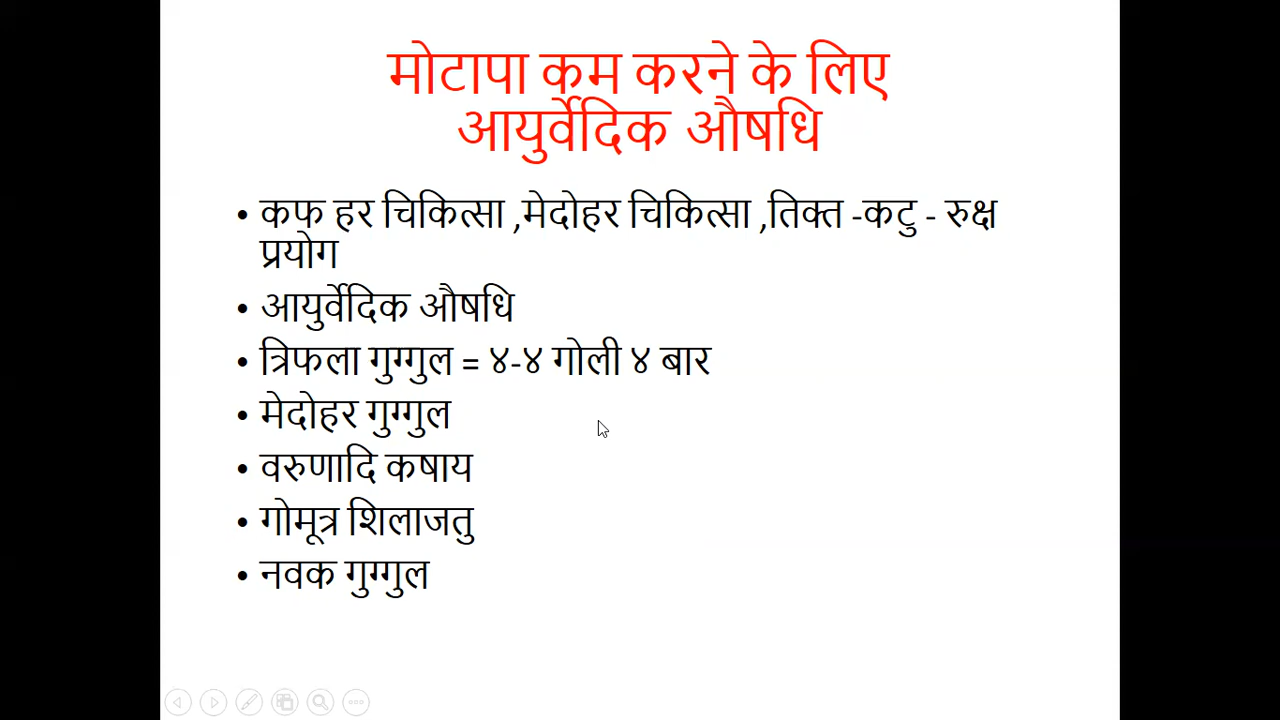 मोटापा कम करने के लिए
आयुर्वेदिक औषधि
• कफ हर चिकित्सा ,मेदोहर चिकित्सा ,तिक्त -कटु - रुक्ष
प्रयोग
• आयुर्वेदिक औषधि
• त्रिफला गुग्गुल = ४-४ गोली ४ बार
• मेदोहर गुग्गुल
• वरुणादि कषाय
• गोमूत्र शिलाजतु
• नवक गुग्गुल